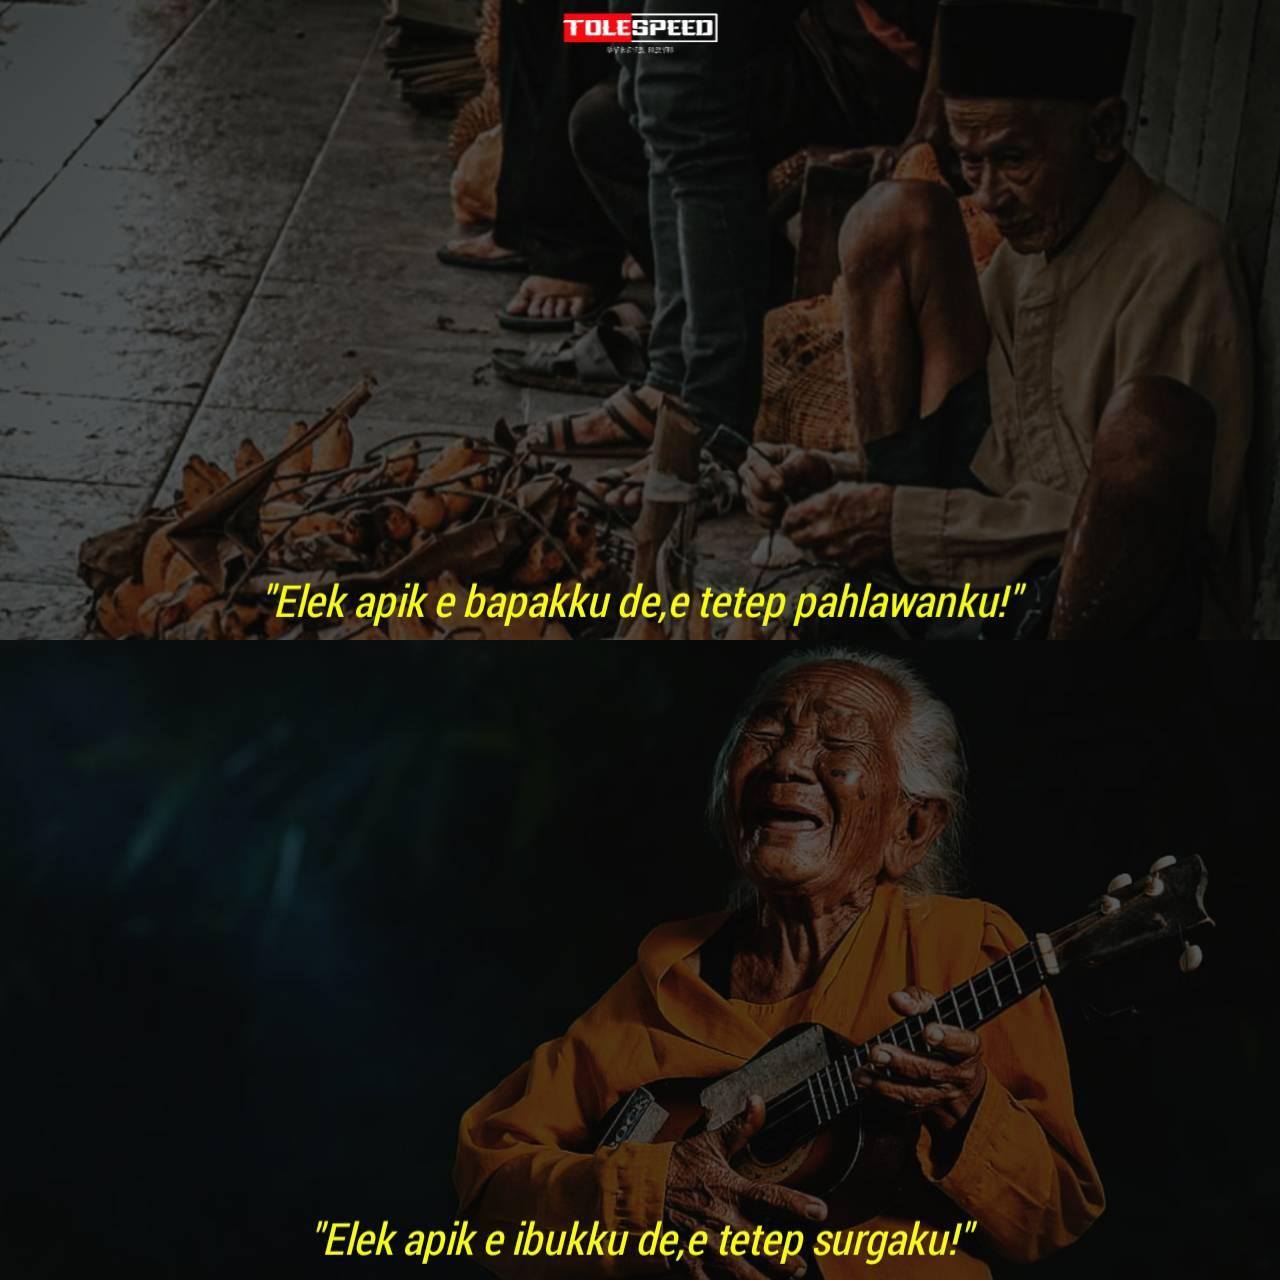 TOLESPEED
"Elek apik e bapakku de,e tetep pahlawanku!"
"Elek apik e ibukku de,e tetep surgaku!"